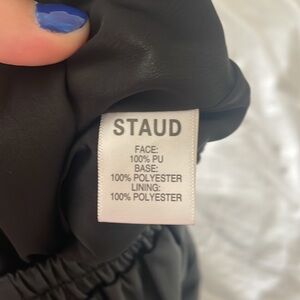 STAUD
FACE:
100% PU
BASE:
100% POLYESTER
LINING:
100% POLYESTER